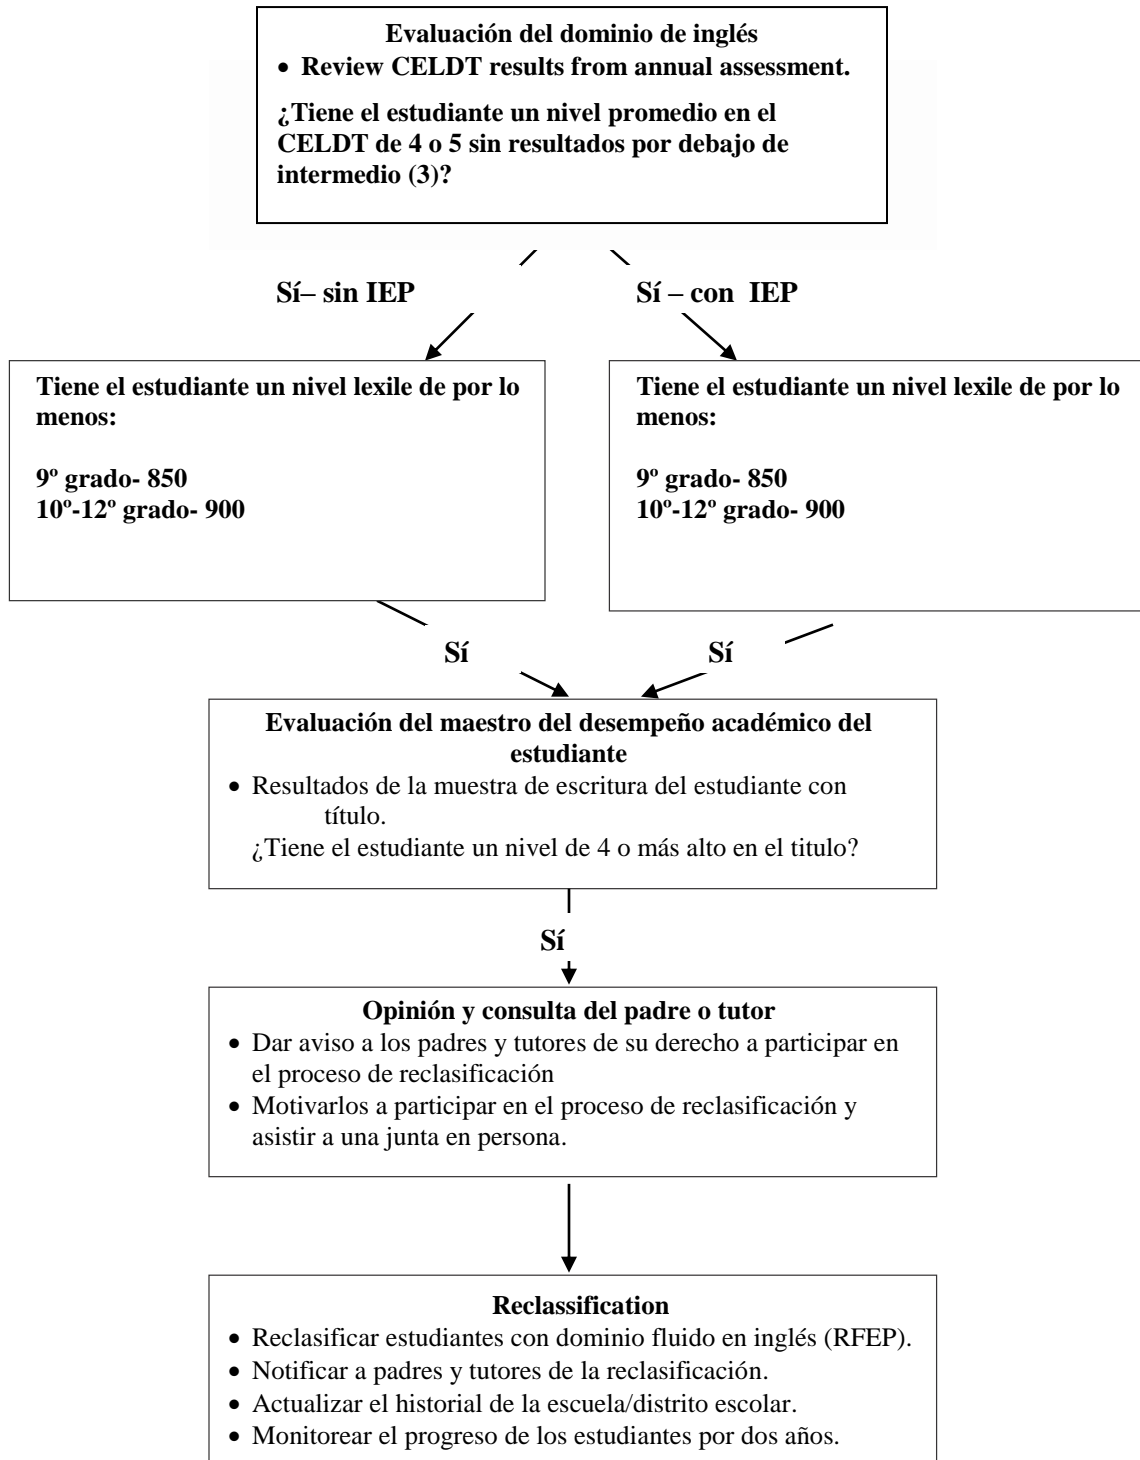 Evaluación del dominio de inglés
• Review CELDT results from annual assessment.
¿Tiene el estudiante un nivel promedio en el
CELDT de 4 o 5 sin resultados por debajo de
intermedio (3)?
Sí– sin IEP
Sí – con IEP
Tiene el estudiante un nivel lexile de por lo
menos:
9º grado- 850
10º-12º grado- 900
Tiene el estudiante un nivel lexile de por lo
menos:
9º grado- 850
10º-12º grado- 900
Sí
Sí
Evaluación del maestro del desempeño académico del
estudiante
• Resultados de la muestra de escritura del estudiante con
título.
¿Tiene el estudiante un nivel de 4 o más alto en el titulo?
Sí
Opinión y consulta del padre o tutor
• Dar aviso a los padres y tutores de su derecho a participar en
el proceso de reclasificación
• Motivarlos a participar en el proceso de reclasificación y
asistir a una junta en persona.
Reclassification
• Reclasificar estudiantes con dominio fluido en inglés (RFEP).
• Notificar a padres y tutores de la reclasificación.
• Actualizar el historial de la escuela/distrito escolar.
• Monitorear el progreso de los estudiantes por dos años.